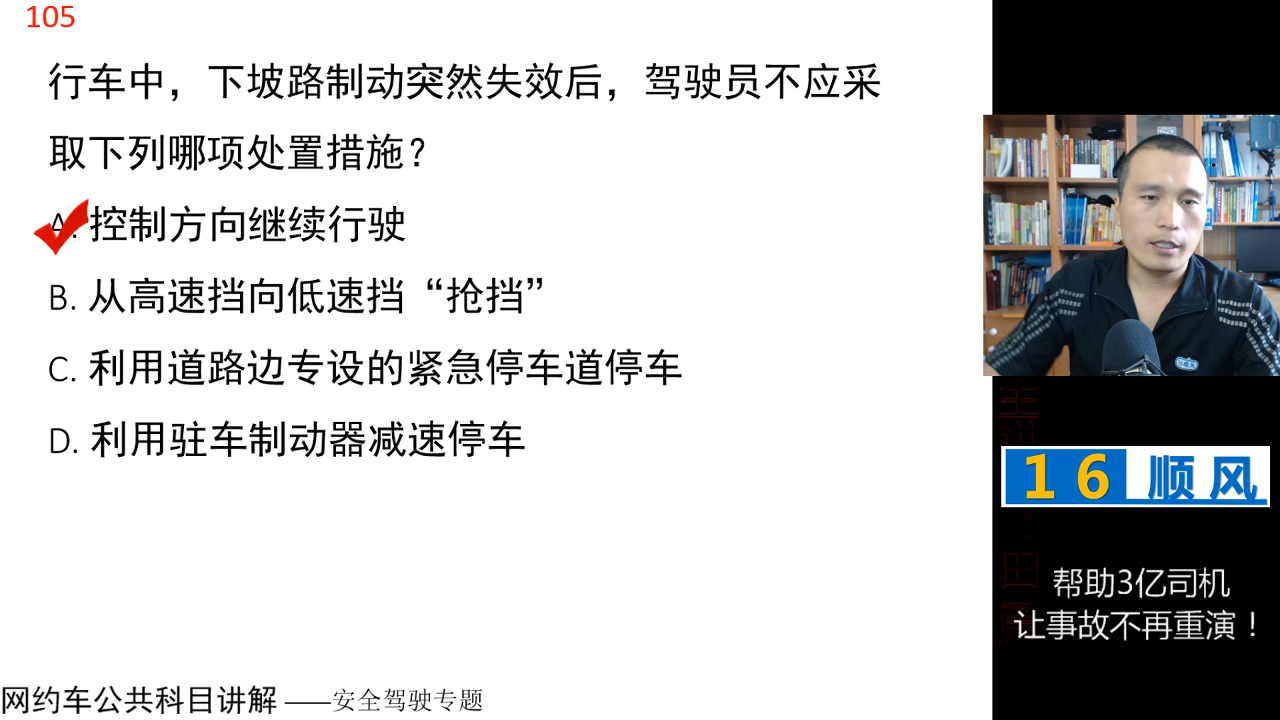 105
行车中，下坡路制动突然失效后，驾驶员不应采
取下列哪项处置措施？
A. 控制方向继续行驶
B. 从高速挡向低速挡“抢挡”
C. 利用道路边专设的紧急停车道停车
D. 利用驻车制动器减速停车
16顺风
帮助3亿司机
让事故不再重演！
网约车公共科目讲解 ——安全驾驶专题